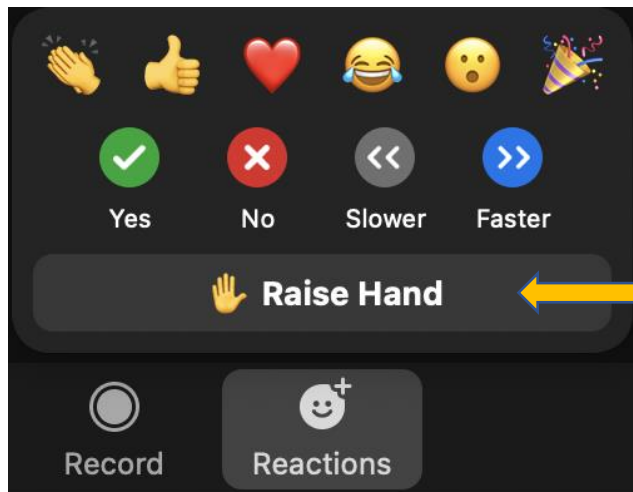 Yes No Slower Faster
Raise Hand
Record Reactions